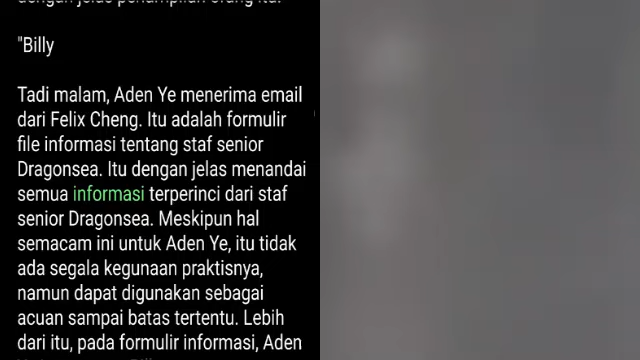 "Billy
Tadi malam, Aden Ye menerima email
dari Felix Cheng. Itu adalah formulir
file informasi tentang staf senior
Dragonsea. Itu dengan jelas menandai
semua informasi terperinci dari staf
senior Dragonsea. Meskipun hal
semacam ini untuk Aden Ye, itu tidak
ada segala kegunaan praktisnya,
namun dapat digunakan sebagai
acuan sampai batas tertentu. Lebih
dari itu, pada formulir informasi, Aden